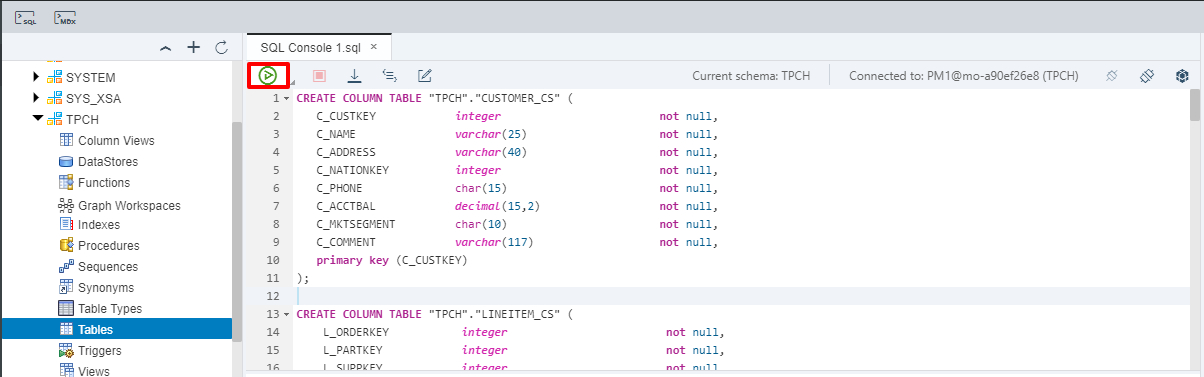 SQL MDX
SQL Console 1.sql ×
Current schema: TPCH Connected to: PM1@mo-a90ef26e8 (TPCH)
SYSTEM
SYS_XSA
TPCH
Column Views
DataStores
Functions
Graph Workspaces
Indexes
Procedures
Sequences
Synonyms
Table Types
Tables
Triggers
Views
1 CREATE COLUMN TABLE "TPCH"."CUSTOMER_CS" (
2 C_CUSTKEY integer not null,
3 C_NAME varchar(25) not null,
4 C_ADDRESS varchar(40) not null,
5 C_NATIONKEY integer not null,
6 C_PHONE char(15) not null,
7 C_ACCTBAL decimal(15,2) not null,
8 C_MKTSEGMENT char(10) not null,
9 C_COMMENT varchar(117) not null,
10 primary key (C_CUSTKEY)
11 );
12
13 CREATE COLUMN TABLE "TPCH"."LINEITEM_CS" (
14 L_ORDERKEY integer not null,
15 L_PARTKEY integer not null,
16 L_SUPPKEY integer not null,